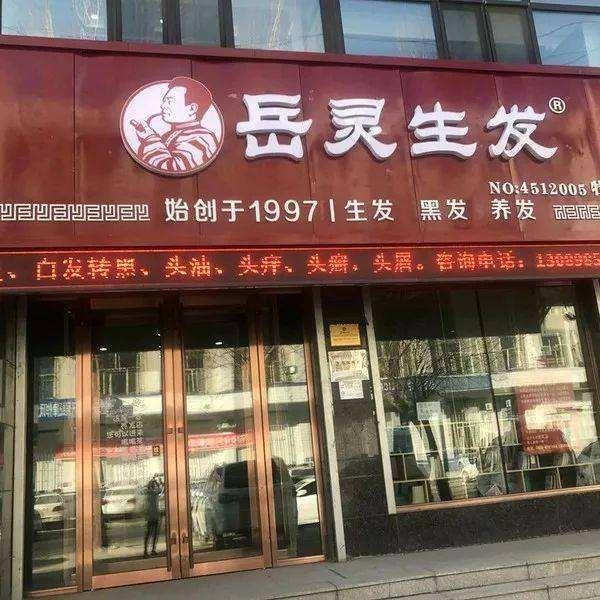 岳灵生发®
NO:4512005
始创于1997 | 生发 黑发 养发
、白发转黑、头油、头痒、头癣、头屑。咨询电话:1308985